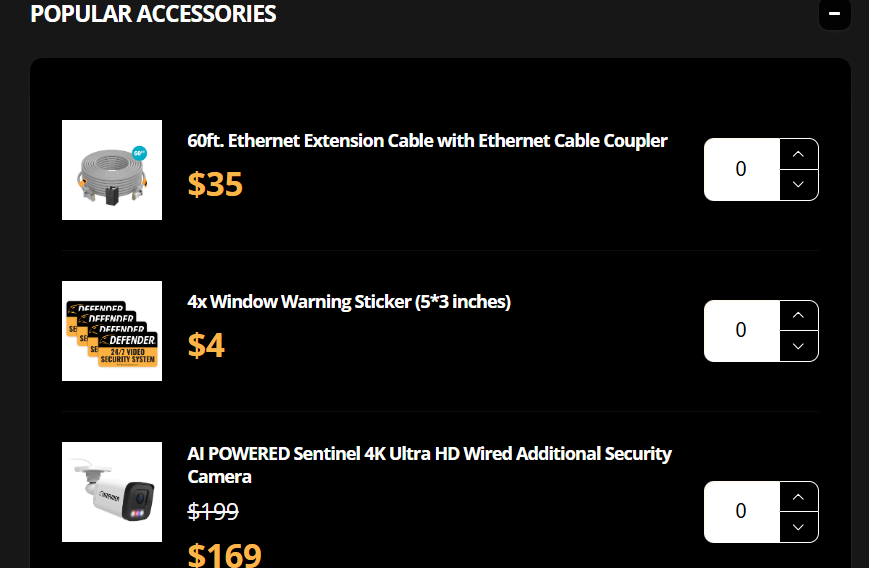 POPULAR ACCESSORIES
60ft. Ethernet Extension Cable with Ethernet Cable Coupler
$35
0
4x Window Warning Sticker (5*3 inches)
$4
0
DEFENDER
DEFENDER
DEFENDER
DEFENDER.
24/7 VIDEO
SECURITY SYSTEM
AI POWERED Sentinel 4K Ultra HD Wired Additional Security
Camera
$199
$169
0